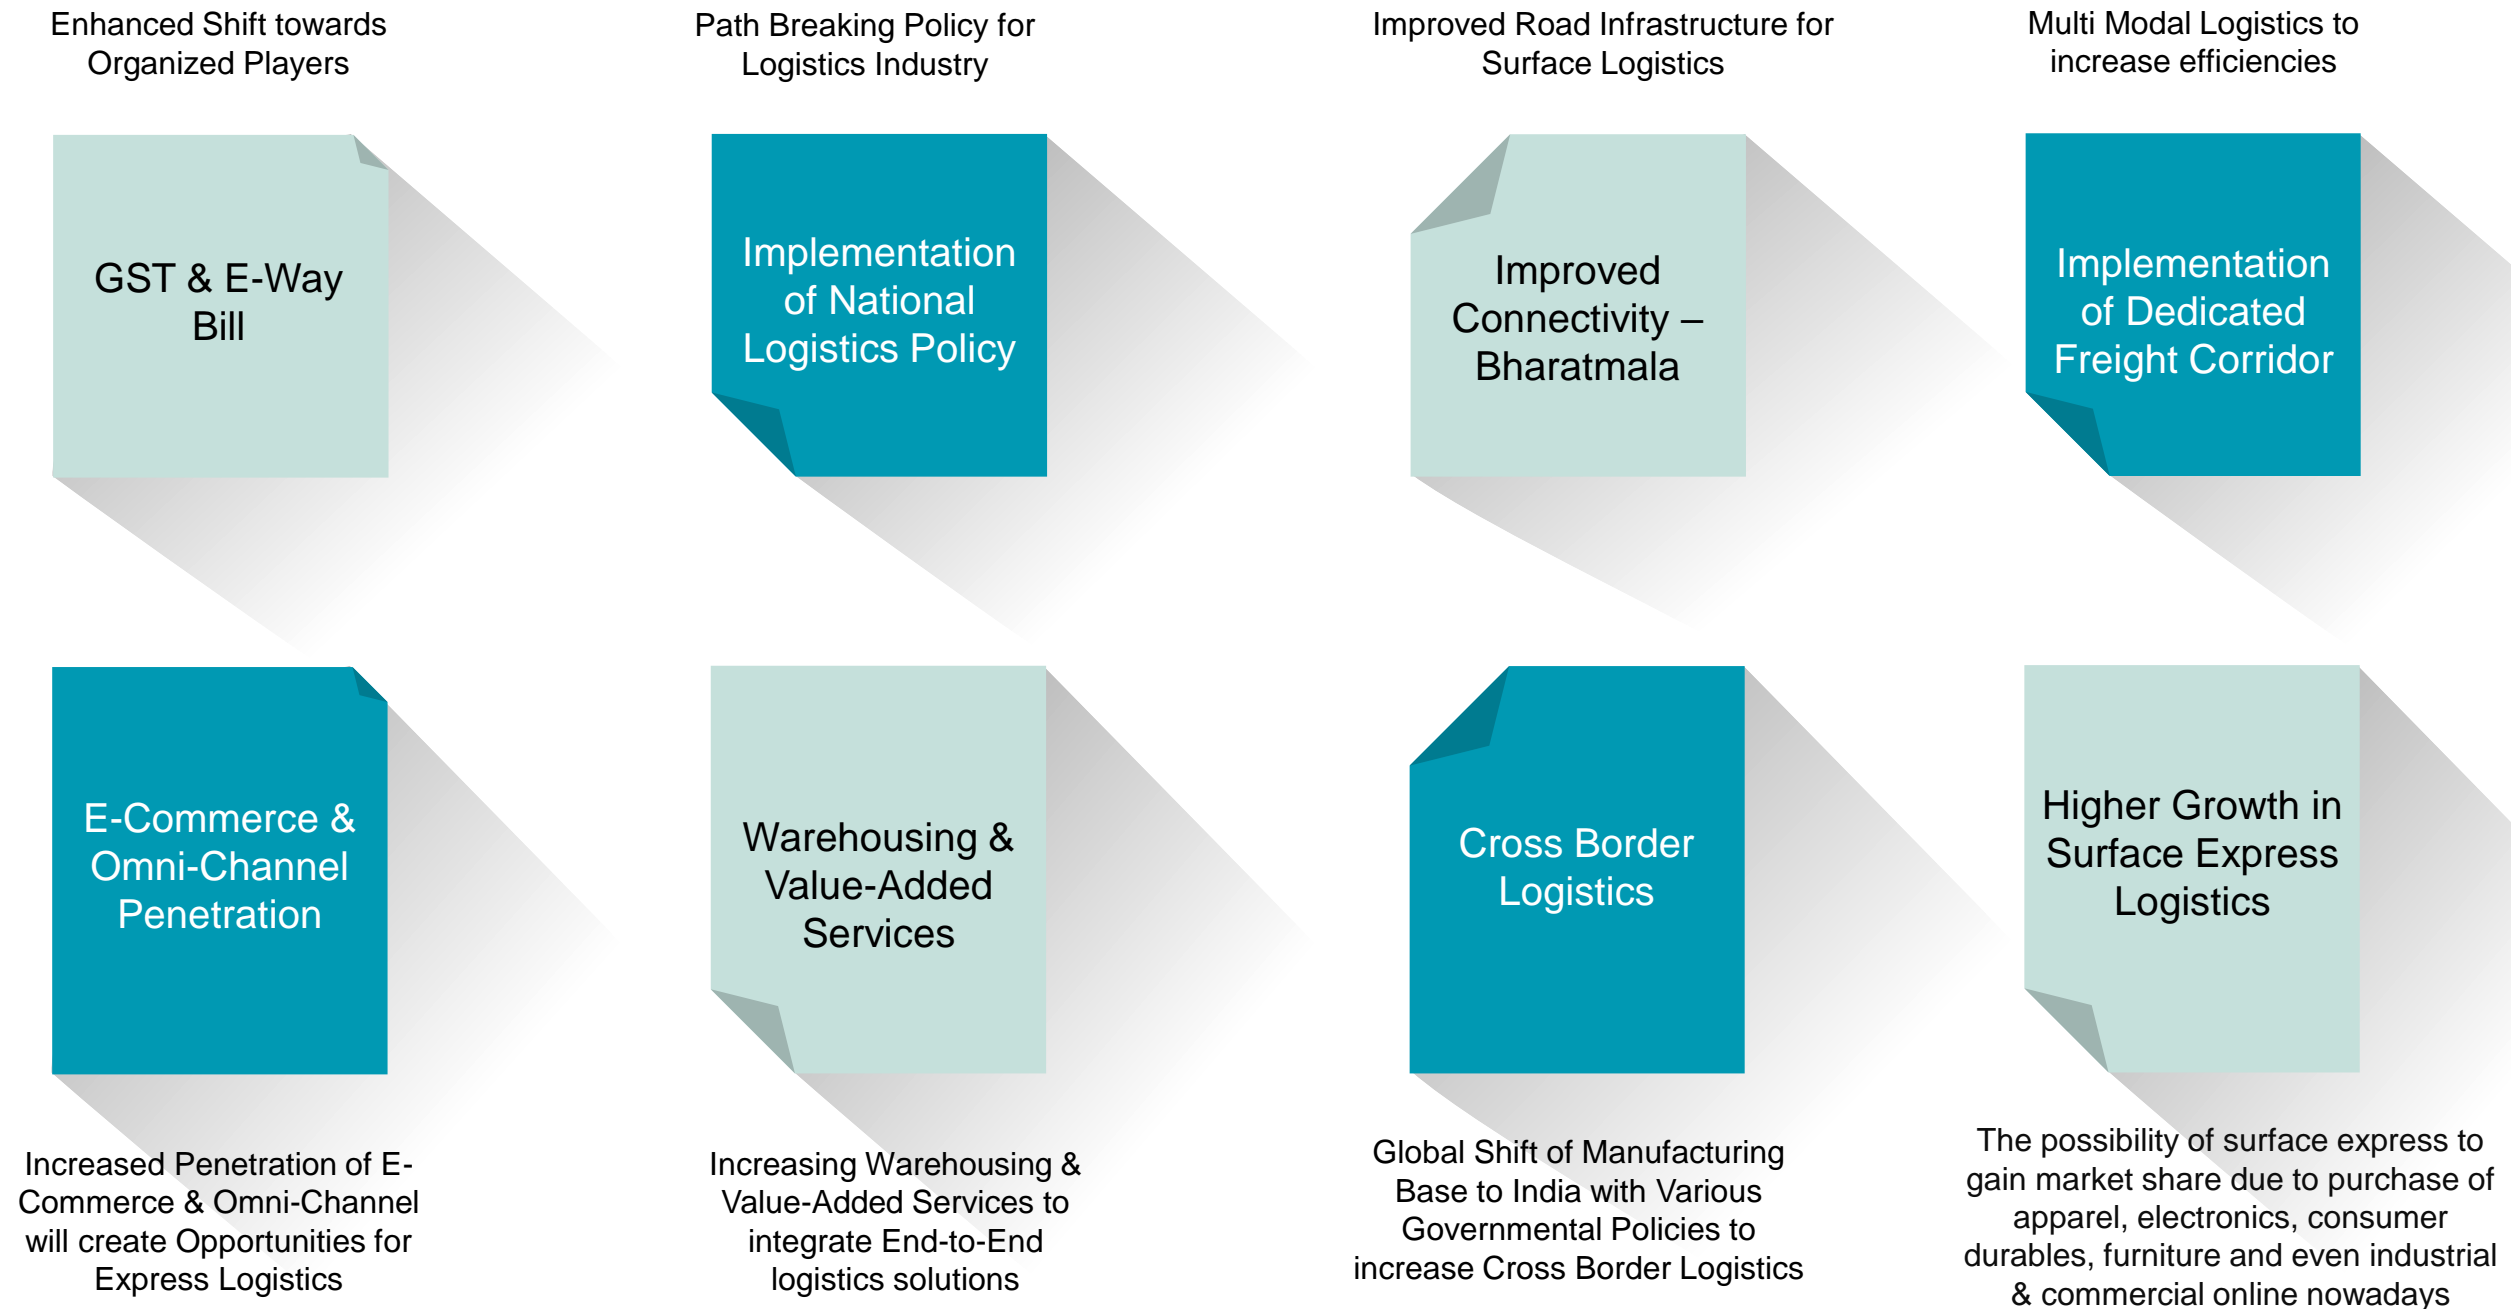 Enhanced Shift towards
Organized Players
Path Breaking Policy for
Logistics Industry
Improved Road Infrastructure for
Surface Logistics
Multi Modal Logistics to
increase efficiencies
GST & E-Way
Bill
Implementation
of National
Logistics Policy
Improved
Connectivity –
Bharatmala
Implementation
of Dedicated
Freight Corridor
E-Commerce &
Omni-Channel
Penetration
Warehousing &
Value-Added
Services
Cross Border
Logistics
Higher Growth in
Surface Express
Logistics
Increased Penetration of E-
Commerce & Omni-Channel
will create Opportunities for
Express Logistics
Increasing Warehousing &
Value-Added Services to
integrate End-to-End
logistics solutions
Global Shift of Manufacturing
Base to India with Various
Governmental Policies to
increase Cross Border Logistics
The possibility of surface express to
gain market share due to purchase of
apparel, electronics, consumer
durables, furniture and even industrial
& commercial online nowadays